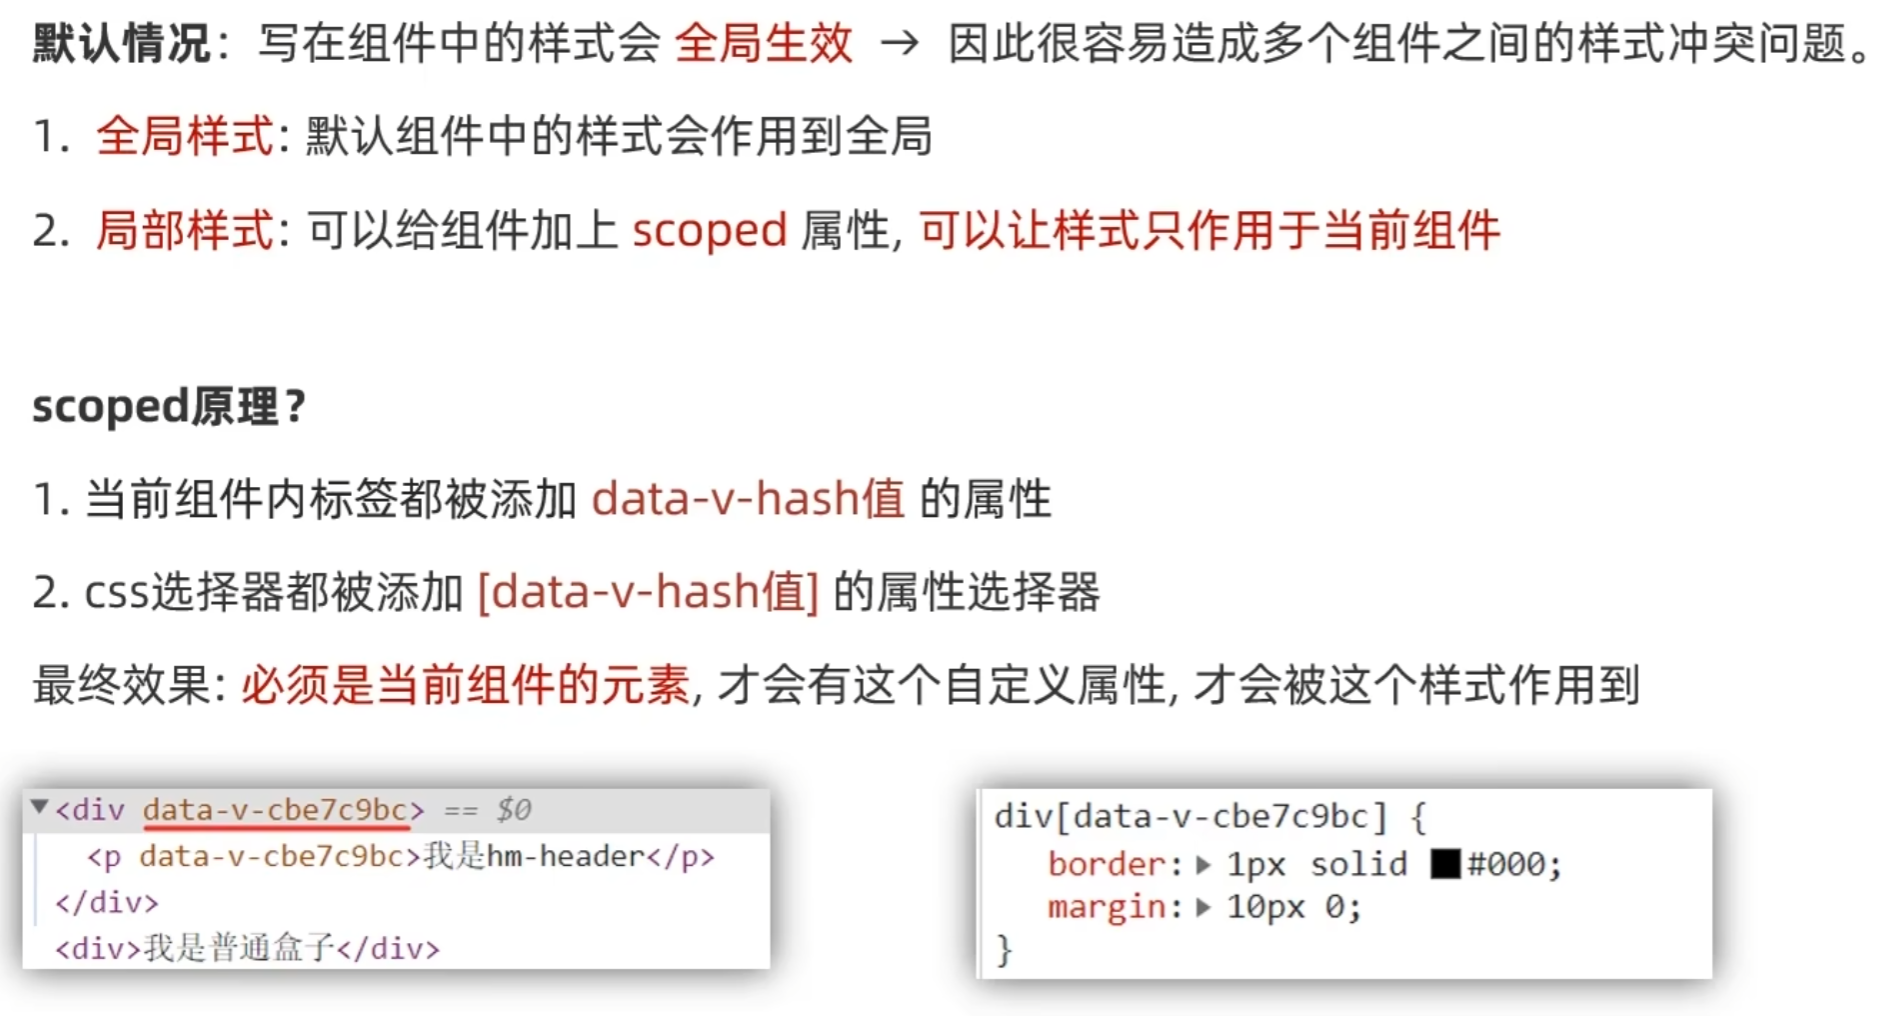 默认情况：写在组件中的样式会 全局生效 → 因此很容易造成多个组件之间的样式冲突问题。
1. 全局样式: 默认组件中的样式会作用到全局
2. 局部样式: 可以给组件加上 scoped 属性, 可以让样式只作用于当前组件
scoped原理?
1. 当前组件内标签都被添加 data-v-hash值 的属性
2. css选择器都被添加 [data-v-hash值] 的属性选择器
最终效果: 必须是当前组件的元素, 才会有这个自定义属性, 才会被这个样式作用到
▼<div data-v-cbe7c9bc> == $0
<p data-v-cbe7c9bc>我是hm-header</p>
</div>
<div>我是普通盒子</div>
div[data-v-cbe7c9bc] {
border:▶ 1px solid ■#000;
margin:▶ 10px 0;
}